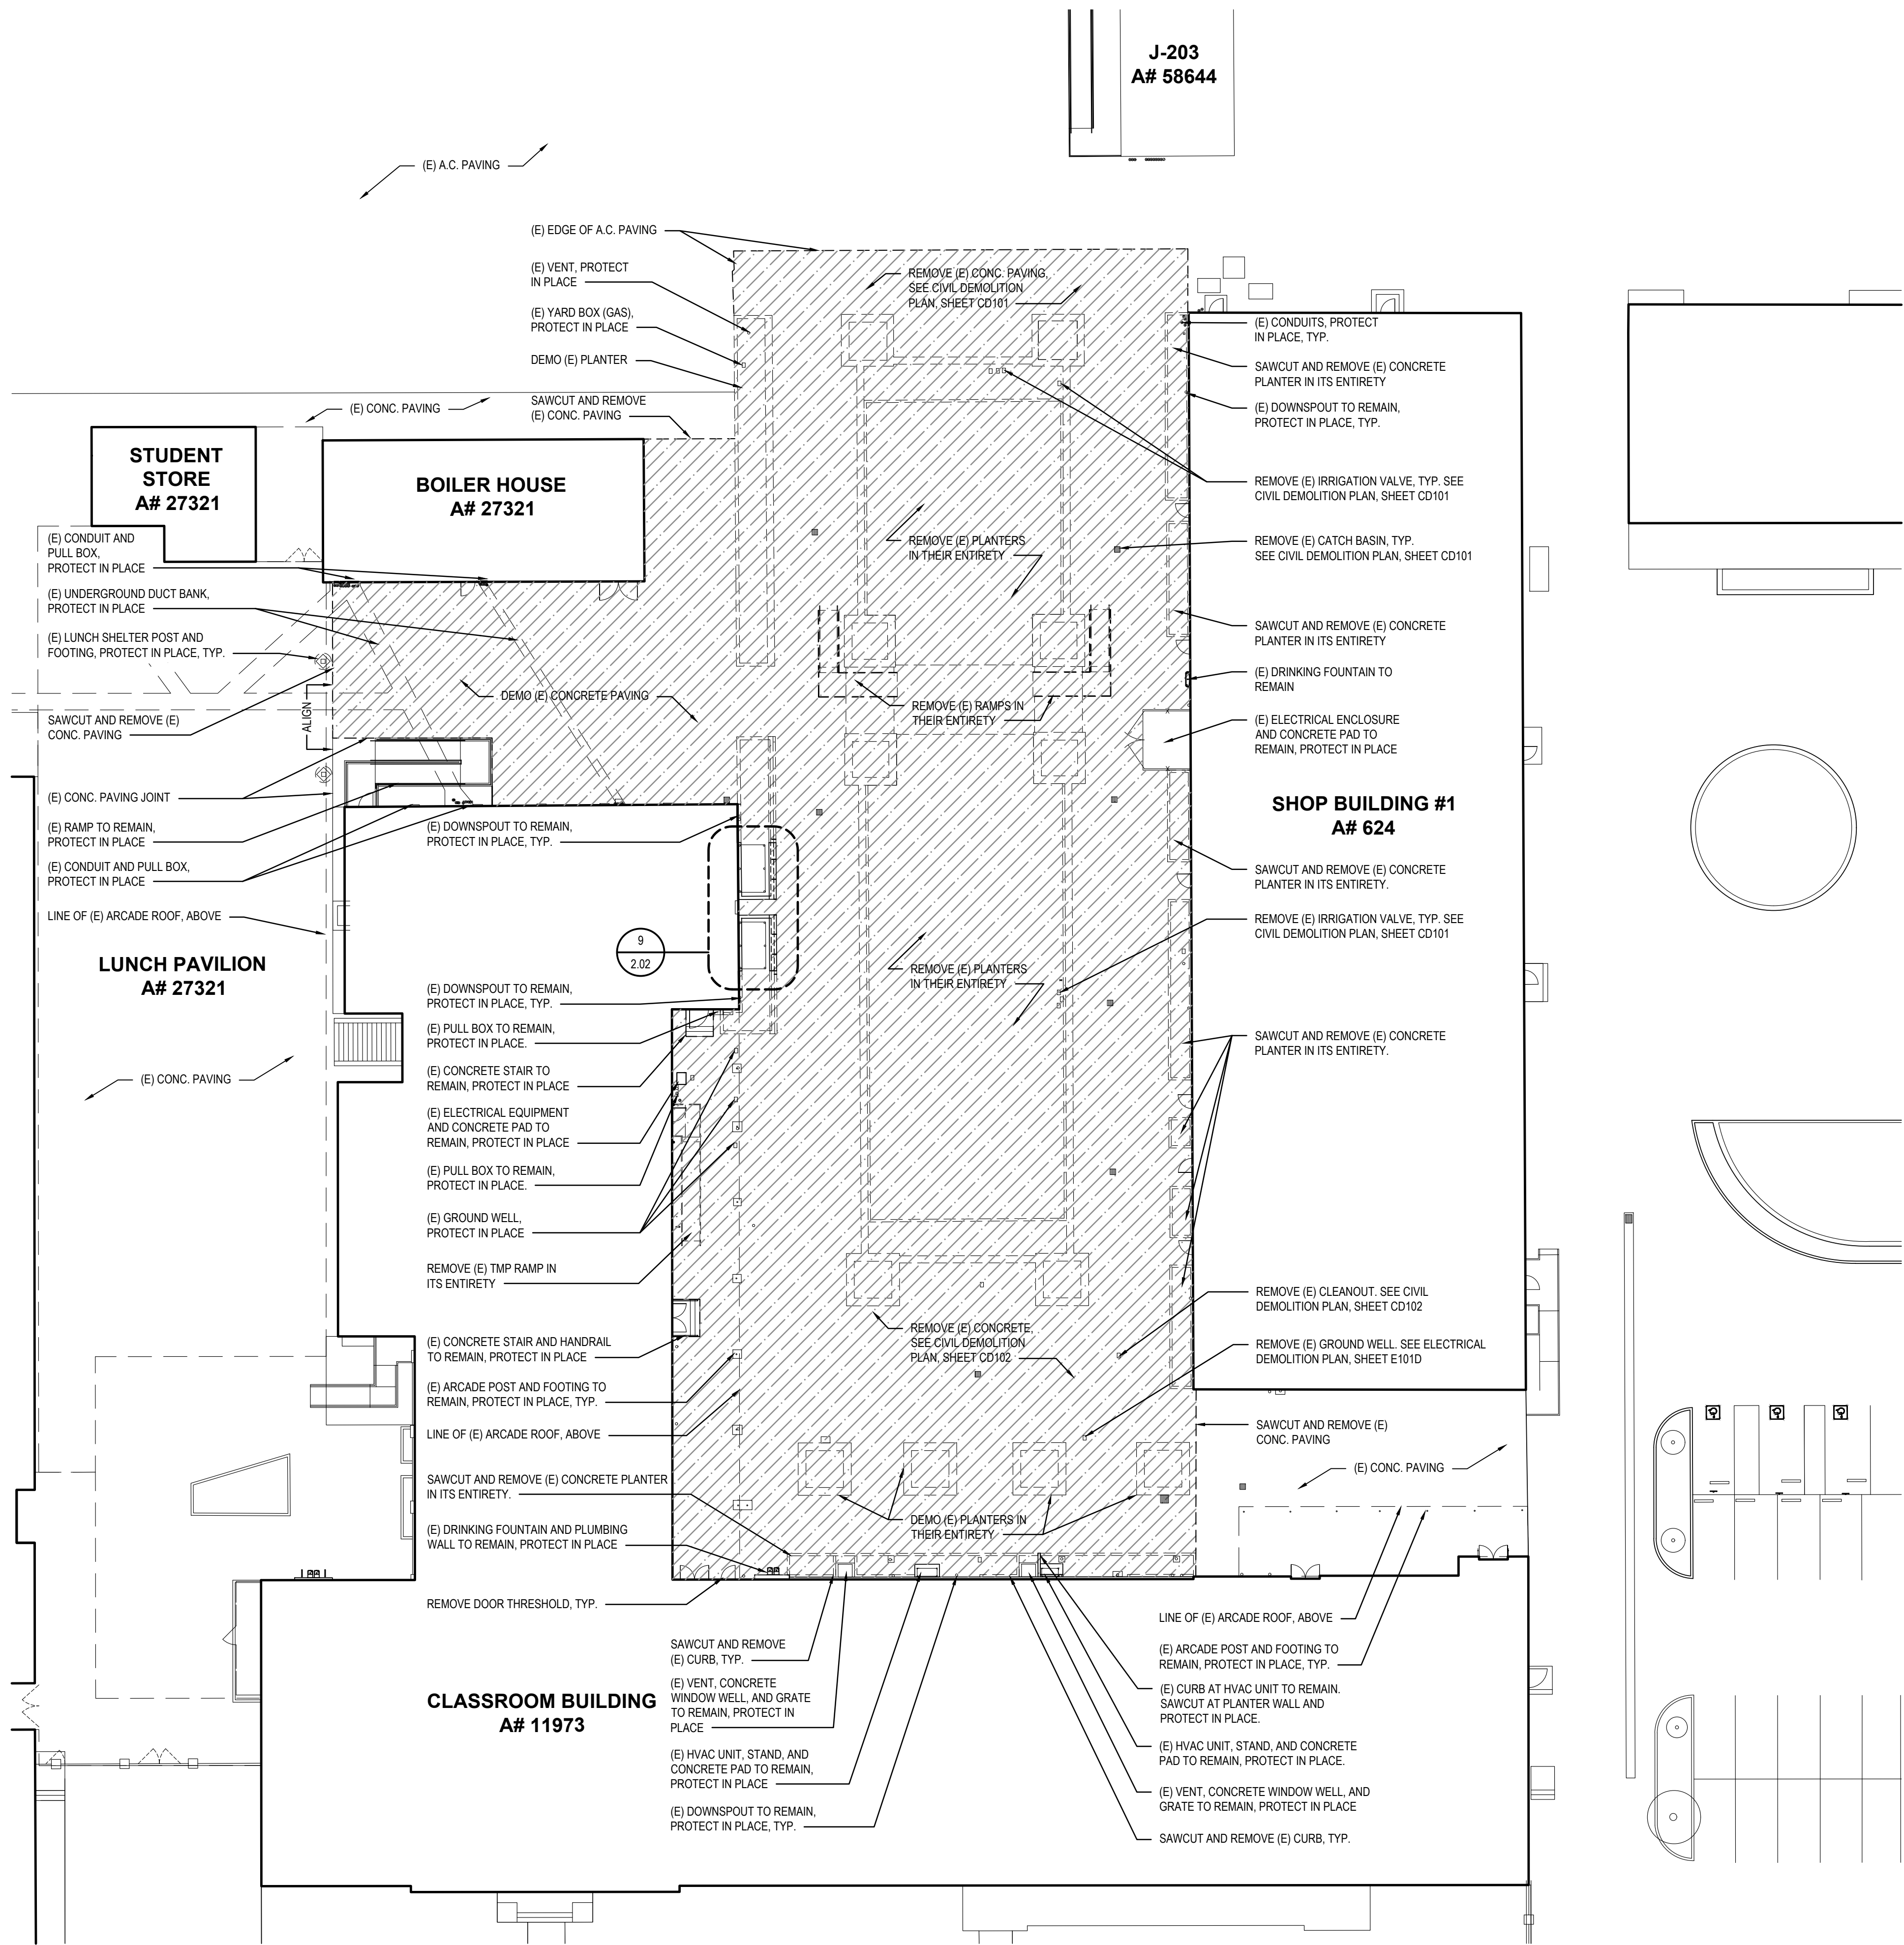 J-203
A# 58644
(E) A.C. PAVING
(E) EDGE OF A.C. PAVING
(E) VENT, PROTECT
IN PLACE
(E) YARD BOX (GAS),
PROTECT IN PLACE
DEMO (E) PLANTER
SAWCUT AND REMOVE
(E) CONC. PAVING
(E) CONC. PAVING
REMOVE (E) CONC. PAVING,
SEE CIVIL DEMOLITION
PLAN, SHEET CD101
(E) CONDUITS, PROTECT
IN PLACE, TYP.
SAWCUT AND REMOVE (E) CONCRETE
PLANTER IN ITS ENTIRETY
(E) DOWNSPOUT TO REMAIN,
PROTECT IN PLACE, TYP.
REMOVE (E) IRRIGATION VALVE, TYP. SEE
CIVIL DEMOLITION PLAN, SHEET CD101
REMOVE (E) CATCH BASIN, TYP.
SEE CIVIL DEMOLITION PLAN, SHEET CD101
SAWCUT AND REMOVE (E) CONCRETE
PLANTER IN ITS ENTIRETY
(E) DRINKING FOUNTAIN TO
REMAIN
(E) ELECTRICAL ENCLOSURE
AND CONCRETE PAD TO
REMAIN, PROTECT IN PLACE
STUDENT
STORE
A# 27321
BOILER HOUSE
A# 27321
(E) CONDUIT AND
PULL BOX,
PROTECT IN PLACE
(E) UNDERGROUND DUCT BANK,
PROTECT IN PLACE
(E) LUNCH SHELTER POST AND
FOOTING, PROTECT IN PLACE, TYP.
SAWCUT AND REMOVE (E)
CONC. PAVING
ALIGN
DEMO (E) CONCRETE PAVING
REMOVE (E) PLANTERS
IN THEIR ENTIRETY
REMOVE (E) RAMPS IN
THEIR ENTIRETY
(E) CONC. PAVING JOINT
(E) RAMP TO REMAIN,
PROTECT IN PLACE
(E) CONDUIT AND PULL BOX,
PROTECT IN PLACE
LINE OF (E) ARCADE ROOF, ABOVE
LUNCH PAVILION
A# 27321
(E) CONC. PAVING
SHOP BUILDING #1
A# 624
(E) DOWNSPOUT TO REMAIN,
PROTECT IN PLACE, TYP.
9
2.02
(E) DOWNSPOUT TO REMAIN,
PROTECT IN PLACE, TYP.
(E) PULL BOX TO REMAIN,
PROTECT IN PLACE.
(E) CONCRETE STAIR TO
REMAIN, PROTECT IN PLACE
(E) ELECTRICAL EQUIPMENT
AND CONCRETE PAD TO
REMAIN, PROTECT IN PLACE
(E) PULL BOX TO REMAIN,
PROTECT IN PLACE.
(E) GROUND WELL,
PROTECT IN PLACE
REMOVE (E) TMP RAMP IN
ITS ENTIRETY
(E) CONCRETE STAIR AND HANDRAIL
TO REMAIN, PROTECT IN PLACE
(E) ARCADE POST AND FOOTING TO
REMAIN, PROTECT IN PLACE, TYP.
LINE OF (E) ARCADE ROOF, ABOVE
SAWCUT AND REMOVE (E) CONCRETE PLANTER
IN ITS ENTIRETY.
(E) DRINKING FOUNTAIN AND PLUMBING
WALL TO REMAIN, PROTECT IN PLACE
REMOVE DOOR THRESHOLD, TYP.
REMOVE (E) PLANTERS
IN THEIR ENTIRETY
REMOVE (E) CONCRETE,
SEE CIVIL DEMOLITION
PLAN, SHEET CD102
DEMO (E) PLANTERS IN
THEIR ENTIRETY
SAWCUT AND REMOVE (E) CONCRETE
PLANTER IN ITS ENTIRETY.
REMOVE (E) IRRIGATION VALVE, TYP. SEE
CIVIL DEMOLITION PLAN, SHEET CD101
SAWCUT AND REMOVE (E) CONCRETE
PLANTER IN ITS ENTIRETY.
REMOVE (E) CLEANOUT. SEE CIVIL
DEMOLITION PLAN, SHEET CD102
REMOVE (E) GROUND WELL. SEE ELECTRICAL
DEMOLITION PLAN, SHEET E101D
SAWCUT AND REMOVE (E)
CONC. PAVING
(E) CONC. PAVING
CLASSROOM BUILDING
A# 11973
SAWCUT AND REMOVE
(E) CURB, TYP.
(E) VENT, CONCRETE
WINDOW WELL, AND GRATE
TO REMAIN, PROTECT IN
PLACE
(E) HVAC UNIT, STAND, AND
CONCRETE PAD TO REMAIN,
PROTECT IN PLACE
(E) DOWNSPOUT TO REMAIN,
PROTECT IN PLACE, TYP.
LINE OF (E) ARCADE ROOF, ABOVE
(E) ARCADE POST AND FOOTING TO
REMAIN, PROTECT IN PLACE, TYP.
(E) CURB AT HVAC UNIT TO REMAIN.
SAWCUT AT PLANTER WALL AND
PROTECT IN PLACE.
(E) HVAC UNIT, STAND, AND CONCRETE
PAD TO REMAIN, PROTECT IN PLACE.
(E) VENT, CONCRETE WINDOW WELL, AND
GRATE TO REMAIN, PROTECT IN PLACE
SAWCUT AND REMOVE (E) CURB, TYP.